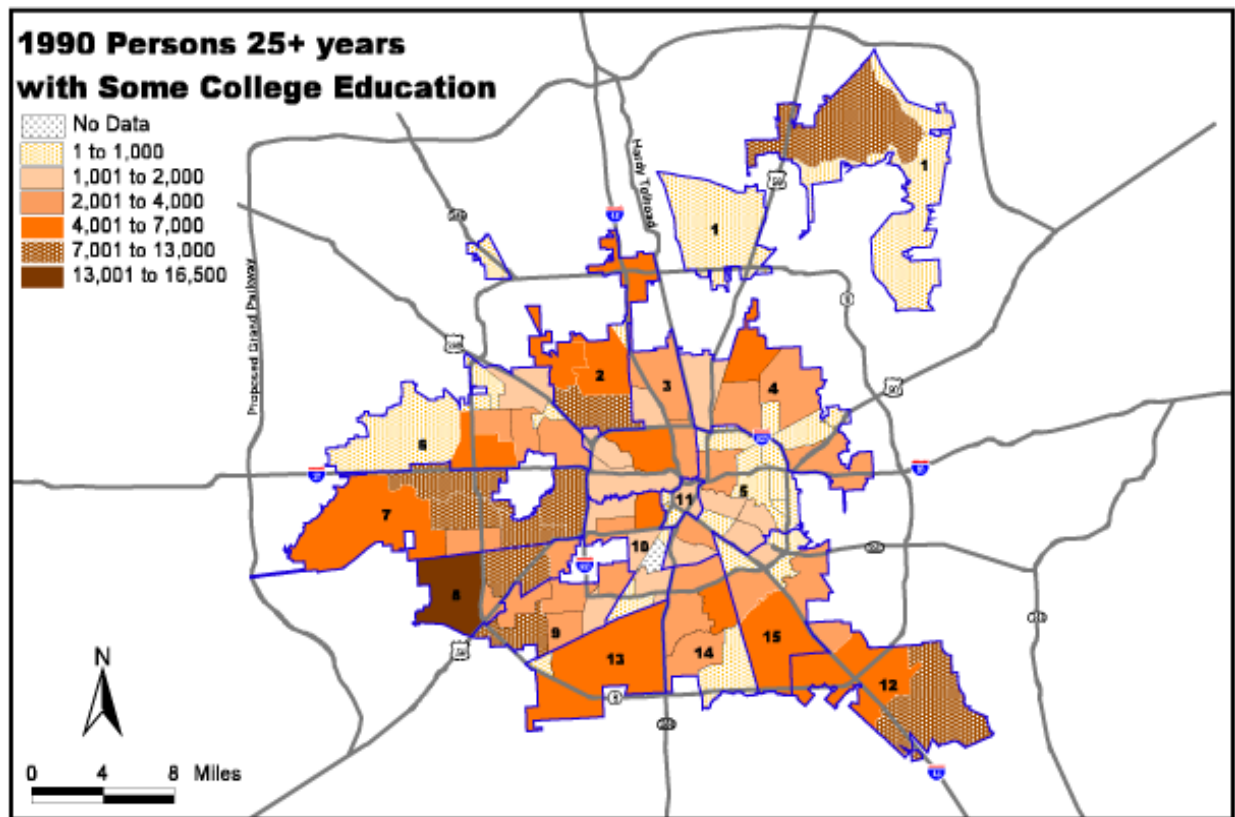 1990 Persons 25+ years
with Some College Education
No Data
1 to 1,000
1,001 to 2,000
2,001 to 4,000
4,001 to 7,000
7,001 to 13,000
13,001 to 16,500
Hardy Tollroad
Proposed Grand Parkway
1
1
2
3
4
5
6
7
8
9
10
11
12
13
14
15
N
0 4 8 Miles